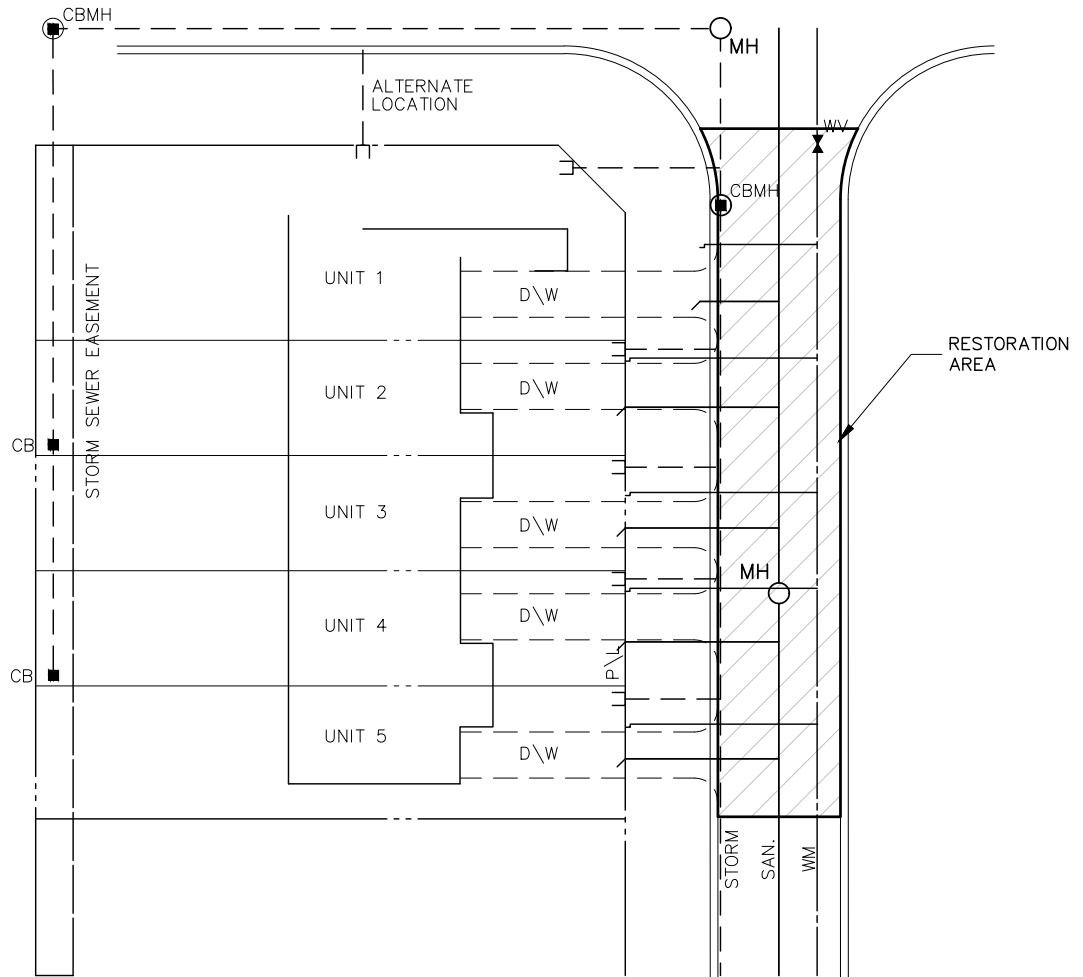 CBMH
MH
ALTERNATE
LOCATION
WV
CBMH
STORM SEWER EASEMENT
UNIT 1
D\W
RESTORATION
AREA
UNIT 2
D\W
CB
UNIT 3
D\W
MH
UNIT 4
D\W
P\L
CB
UNIT 5
D\W
STORM
SAN.
WM